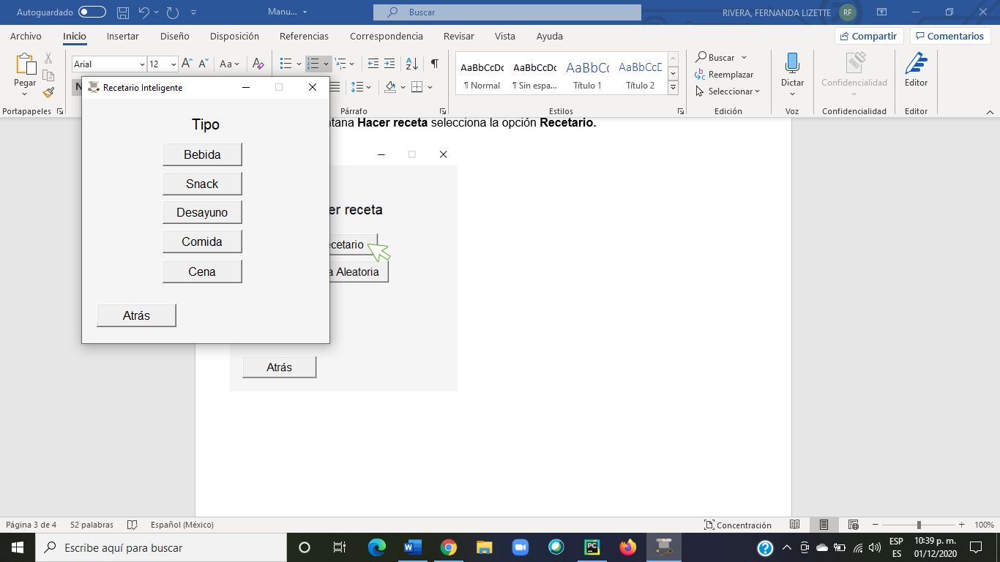 Autoguardado
Manu...
Buscar
RIVERA, FERNANDA LIZETTE
RF
Archivo Inicio Insertar Diseño Disposición Referencias Correspondencia Revisar Vista Ayuda
Compartir Comentarios
Pegar
Portapapeles
Arial 12
Aa
N
Párrafo
AaBbCcDc AaBbCcDc AaBbCc AaBbCcD
¶ Normal ¶ Sin espa... Título 1 Título 2
Estilos
Buscar
Reemplazar
Seleccionar
Edición
Dictar
Voz
Confidencialidad
Confidencialidad
Editor
Editor
Recetario Inteligente
Tipo
Bebida
Snack
Desayuno
Comida
Cena
Atrás
ntana Hacer receta selecciona la opción Recetario.
er receta
ecetario
a Aleatoria
Atrás
Página 3 de 4 52 palabras Español (México)
Concentración 100%
Escribe aquí para buscar
W
PC
ESP
ES
10:39 p. m.
01/12/2020